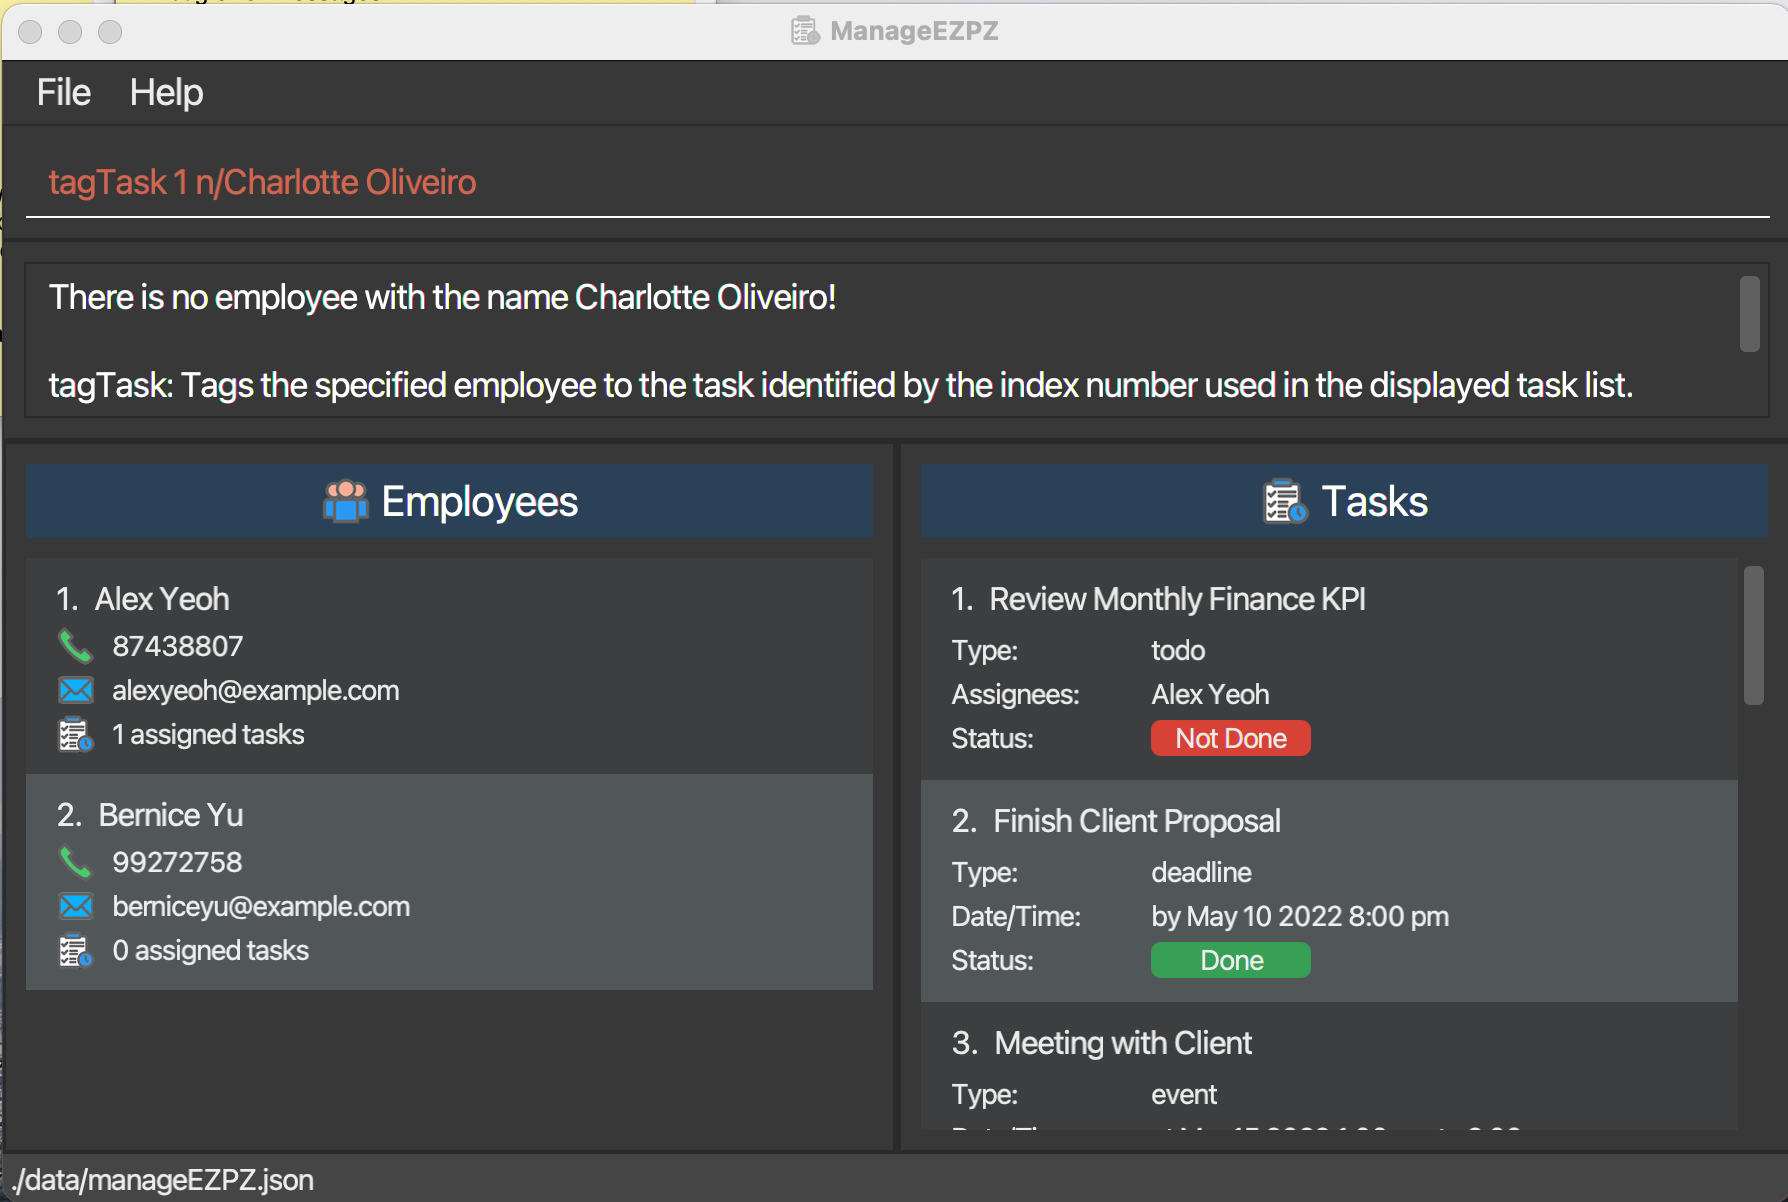 ManageEZPZ
File Help
tagTask 1 n/Charlotte Oliveiro
There is no employee with the name Charlotte Oliveiro!
tagTask: Tags the specified employee to the task identified by the index number used in the displayed task list.
Employees
1. Alex Yeoh
87438807
alexyeoh@example.com
1 assigned tasks
2. Bernice Yu
99272758
berniceyu@example.com
0 assigned tasks
Tasks
1. Review Monthly Finance KPI
Type: todo
Assignees: Alex Yeoh
Status: Not Done
2. Finish Client Proposal
Type: deadline
Date/Time: by May 10 2022 8:00 pm
Status: Done
3. Meeting with Client
Type: event
./data/manageEZPZ.json